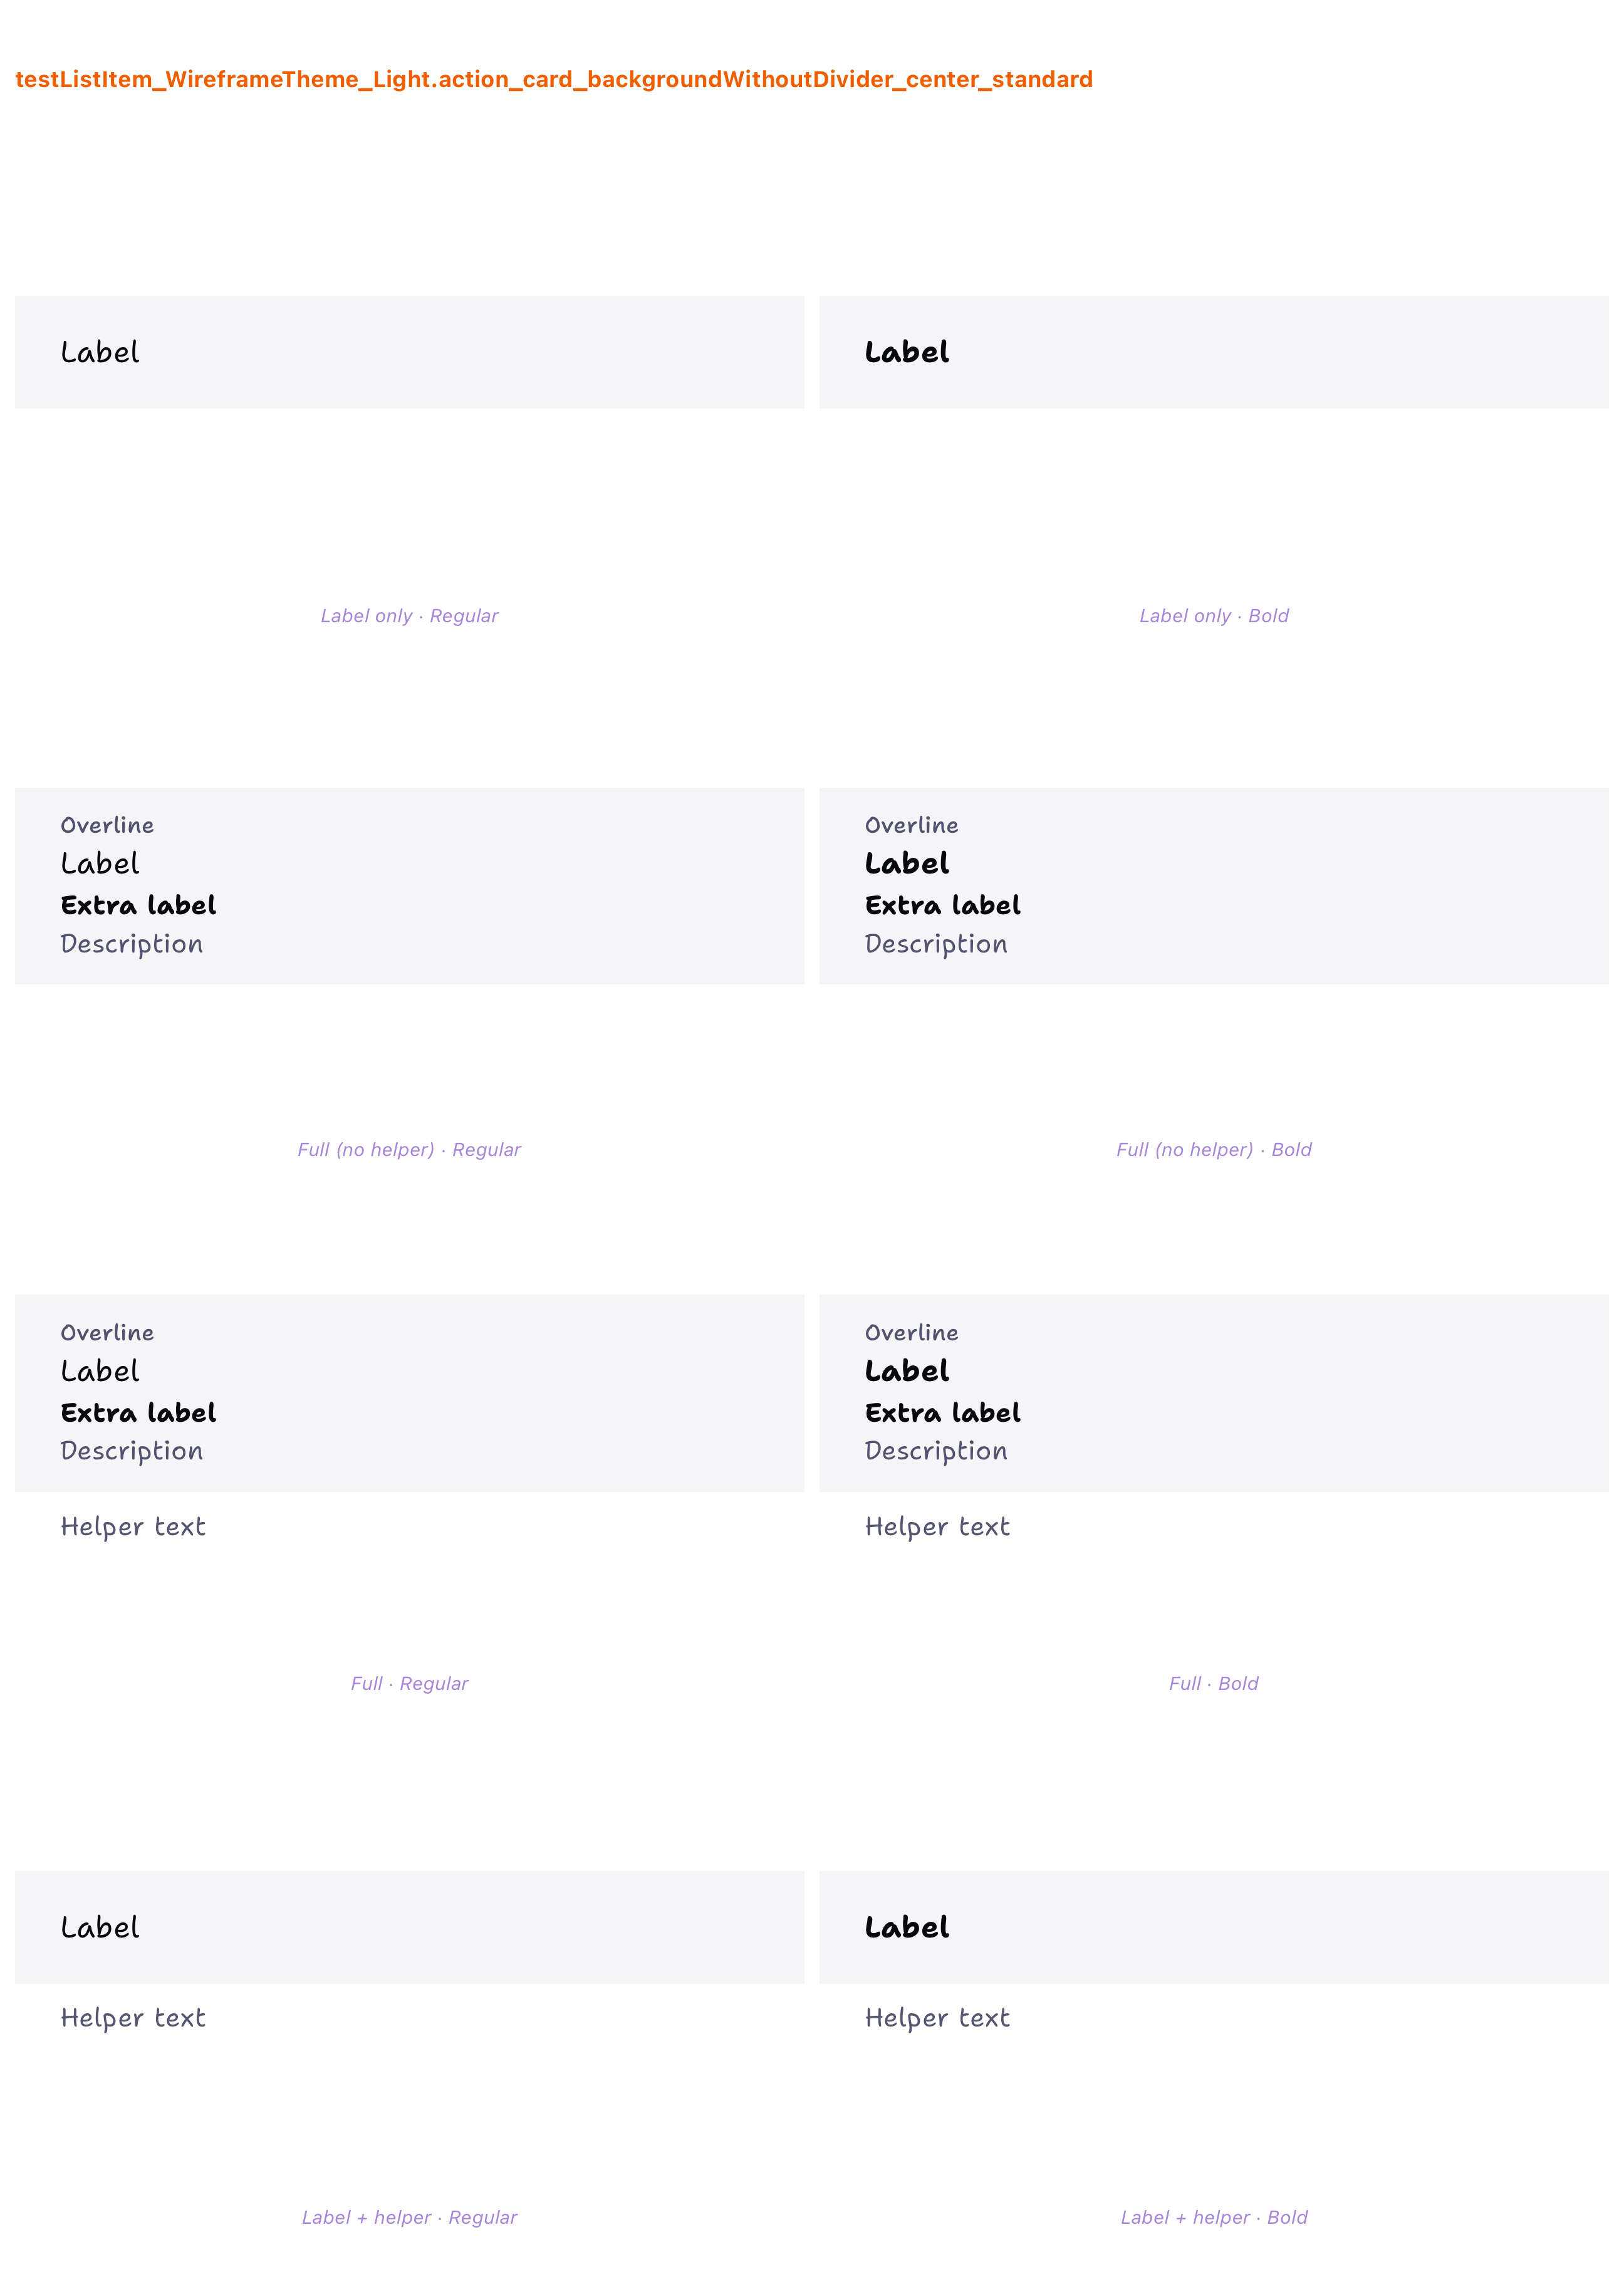 testListItem_WireframeTheme_Light.action_card_backgroundWithoutDivider_center_standard
Label
Label
Label only · Regular
Label only · Bold
Overline
Label
Extra label
Description
Overline
Label
Extra label
Description
Full (no helper) · Regular
Full (no helper) · Bold
Overline
Label
Extra label
Description
Helper text
Overline
Label
Extra label
Description
Helper text
Full · Regular
Full · Bold
Label
Helper text
Label
Helper text
Label + helper · Regular
Label + helper · Bold